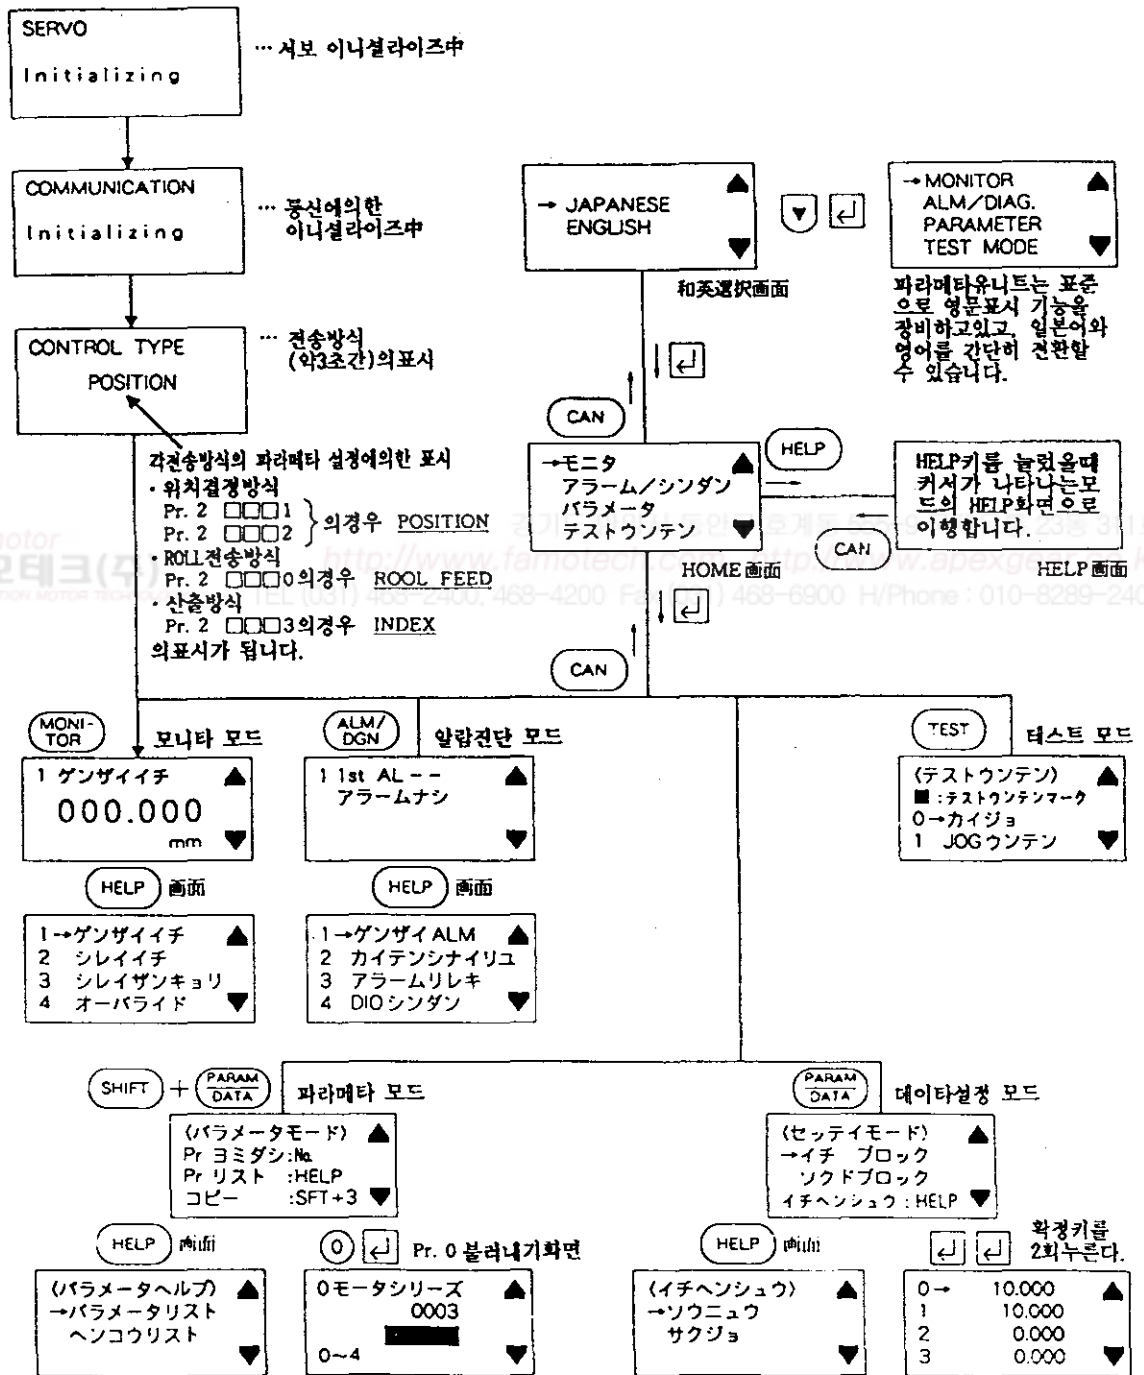 SERVO
Initializing
… 서보 이니셜라이즈中
COMMUNICATION
Initializing
… 통신에의한
이니셜라이즈中
CONTROL TYPE
POSITION
… 전송방식
(약3초간)의표시
→ JAPANESE
ENGLISH
和英選択画面
▼ ↵
→MONITOR
ALM/DIAG.
PARAMETER
TEST MODE
파라메타유니트는 표준
으로 영문표시 기능을
장비하고있고, 일본어와
영어를 간단히 전환할
수 있습니다.
CAN
→モニタ
アラーム/シンダン
パラメータ
テストウンテン
HOME画面
HELP
CAN
HELP키를 눌렀을때
커서가 나타나는모
드의 HELP화면으로
이행합니다.
HELP画面
각전송방식의 파라메타 설정에의한 표시
・위치결정방식
Pr. 2 □□□1
Pr. 2 □□□2
의경우 POSITION
・ROLL전송방식
Pr. 2 □□□0의경우 ROOL FEED
・산출방식
Pr. 2 □□□3의경우 INDEX
의표시가 됩니다.
http://www.famotech.com
http://www.apexgear.co.k
TEL (031) 468-2400, 468-4200 Fax (031) 468-6900 H/Phone : 010-8289-240
CAN
MONI-
TOR
모니타 모드
1 ゲンザイイチ
000.000
mm
HELP 画面
1→ゲンザイイチ
2 シレイイチ
3 シレイザンキョリ
4 オーバライド
ALM/
DGN
알람진단 모드
1 1st AL --
アラームナシ
HELP 画面
1→ゲンザイALM
2 カイテンシナイリユ
3 アラームリレキ
4 DIOシンダン
TEST
테스트 모드
(テストウンテン)
■:テストウンテンマーク
0→カイジョ
1 JOGウンテン
SHIFT + PARAM
DATA
파라메타 모드
(パラメータモード)
Pr ヨミダシ:No.
Pr リスト :HELP
コピー :SFT+3
HELP 画面
(パラメータヘルプ)
→パラメータリスト
ヘンコウリスト
0 ↵ Pr. 0 불러내기화면
0モータシリーズ
0003
0~4
PARAM
DATA
데이타설정 모드
(セッテイモード)
→イチ ブロック
ソクドブロック
イチヘンシュウ:HELP
HELP 画面
(イチヘンシュウ)
→ソウニュウ
サクジョ
↵ ↵
확정키를
2회누른다.
0→ 10.000
1 10.000
2 0.000
3 0.000